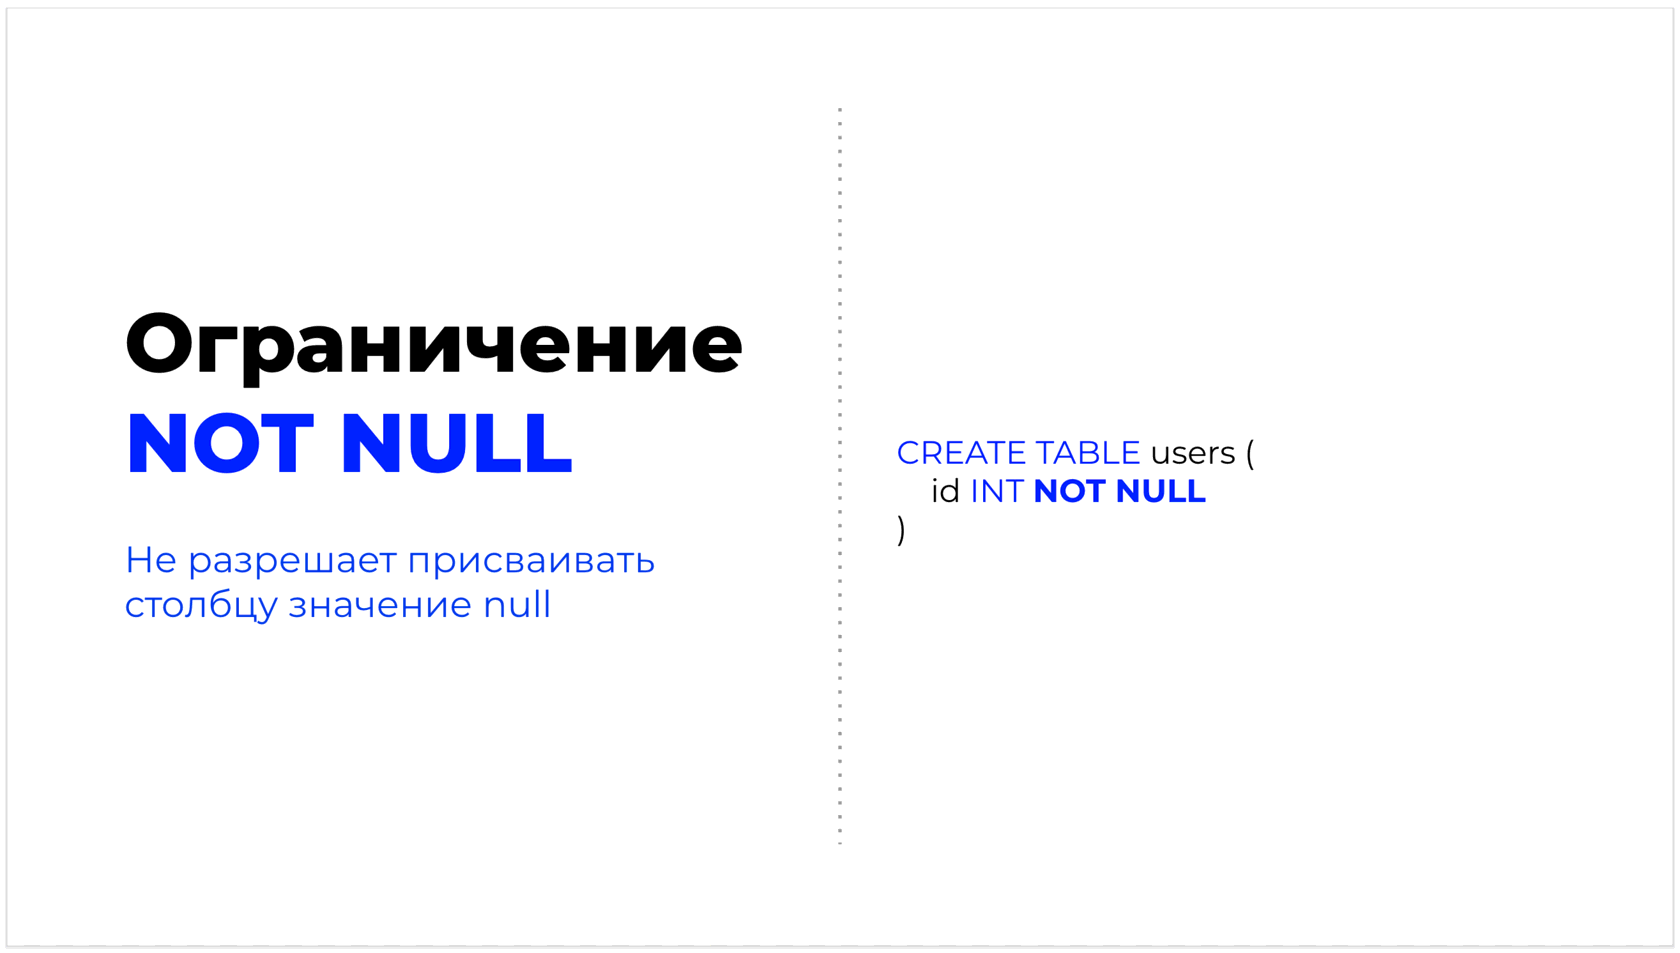 Ограничение
NOT NULL
Не разрешает присваивать
столбцу значение null
CREATE TABLE users (
id INT NOT NULL
)